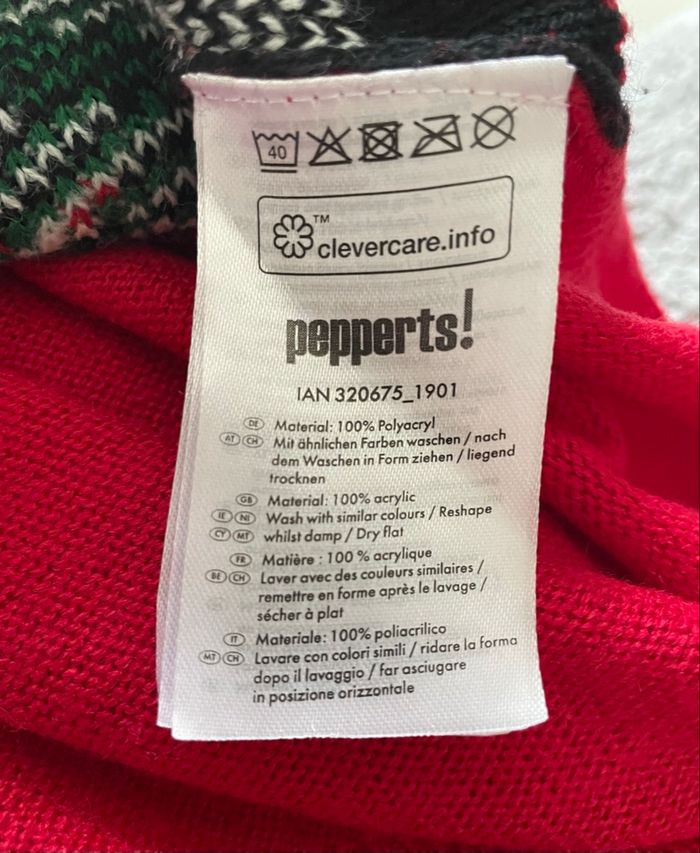 40
™
clevercare.info
pepperts!
IAN 320675_1901
DE Material: 100% Polyacryl
AT CH Mit ähnlichen Farben waschen / nach
dem Waschen in Form ziehen / liegend
trocknen
GB Material: 100% acrylic
IE NI Wash with similar colours / Reshape
CY MT whilst damp / Dry flat
FR Matière : 100 % acrylique
BE CH Laver avec des couleurs similaires /
remettre en forme après le lavage /
sécher à plat
IT Materiale: 100% poliacrilico
MT CH Lavare con colori simili / ridare la forma
dopo il lavaggio / far asciugare
in posizione orizzontale